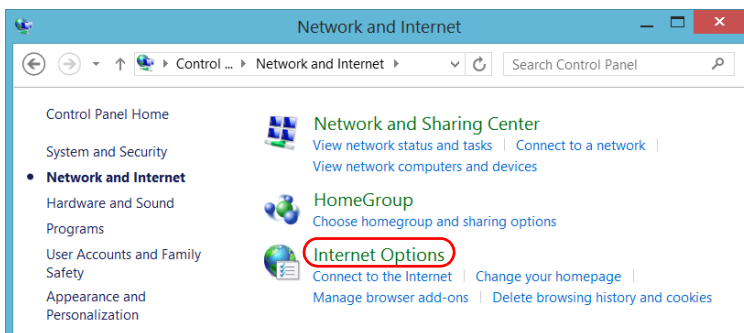 Network and Internet
Control ... Network and Internet
Search Control Panel
Control Panel Home
System and Security
Network and Internet
Hardware and Sound
Programs
User Accounts and Family
Safety
Appearance and
Personalization
Network and Sharing Center
View network status and tasks | Connect to a network |
View network computers and devices
HomeGroup
Choose homegroup and sharing options
Internet Options
Connect to the Internet | Change your homepage |
Manage browser add-ons | Delete browsing history and cookies